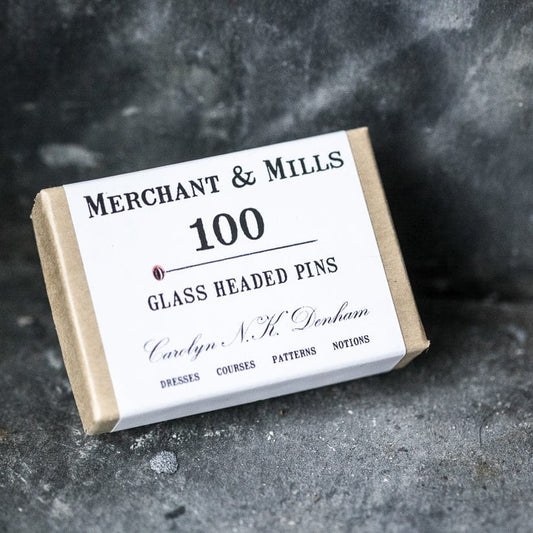 MERCHANT & MILLS
100
GLASS HEADED PINS
Carolyn N.K. Denham
DRESSES COURSES PATTERNS NOTIONS